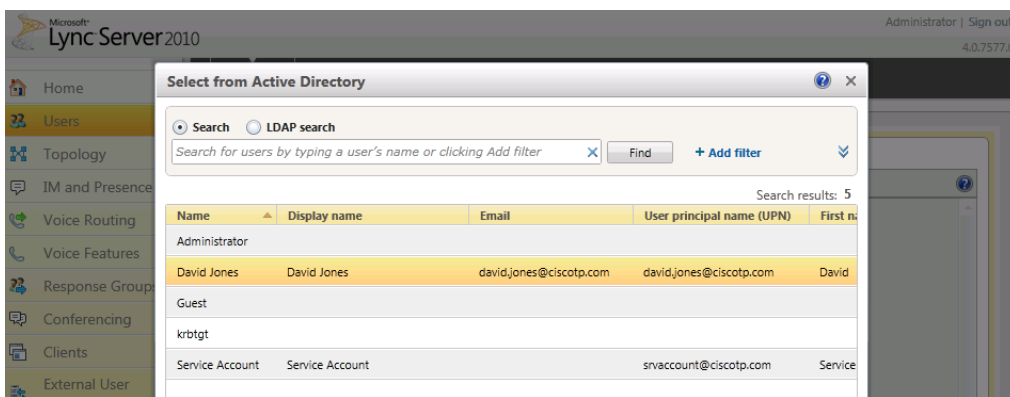 Microsoft®
Lync Server 2010
Administrator | Sign out
4.0.7577.
Home
Users
Topology
IM and Presence
Voice Routing
Voice Features
Response Groups
Conferencing
Clients
External User
Select from Active Directory
Search LDAP search
Search for users by typing a user's name or clicking Add filter
Find
+ Add filter
Search results: 5
Name Display name Email User principal name (UPN) First na
Administrator
David Jones David Jones david.jones@ciscotp.com david.jones@ciscotp.com David
Guest
krbtgt
Service Account Service Account srvaccount@ciscotp.com Service